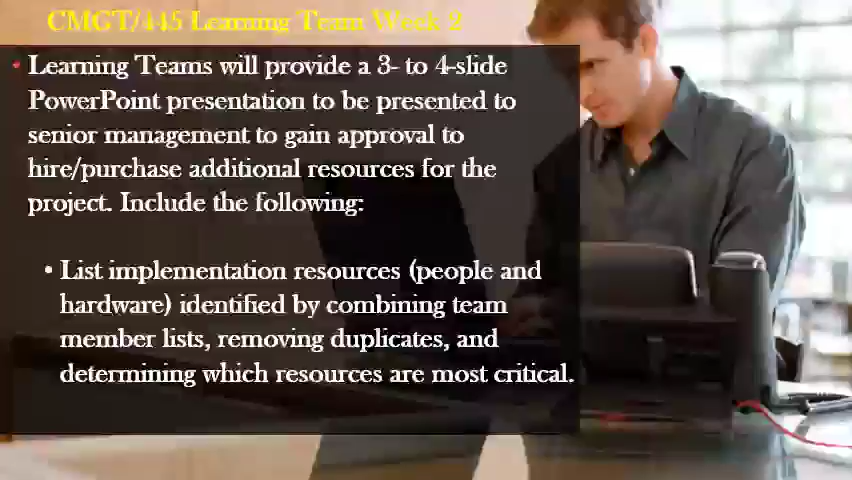 CMGT/445 Learning Team Week 2
• Learning Teams will provide a 3- to 4-slide
PowerPoint presentation to be presented to
senior management to gain approval to
hire/purchase additional resources for the
project. Include the following:
• List implementation resources (people and
hardware) identified by combining team
member lists, removing duplicates, and
determining which resources are most critical.